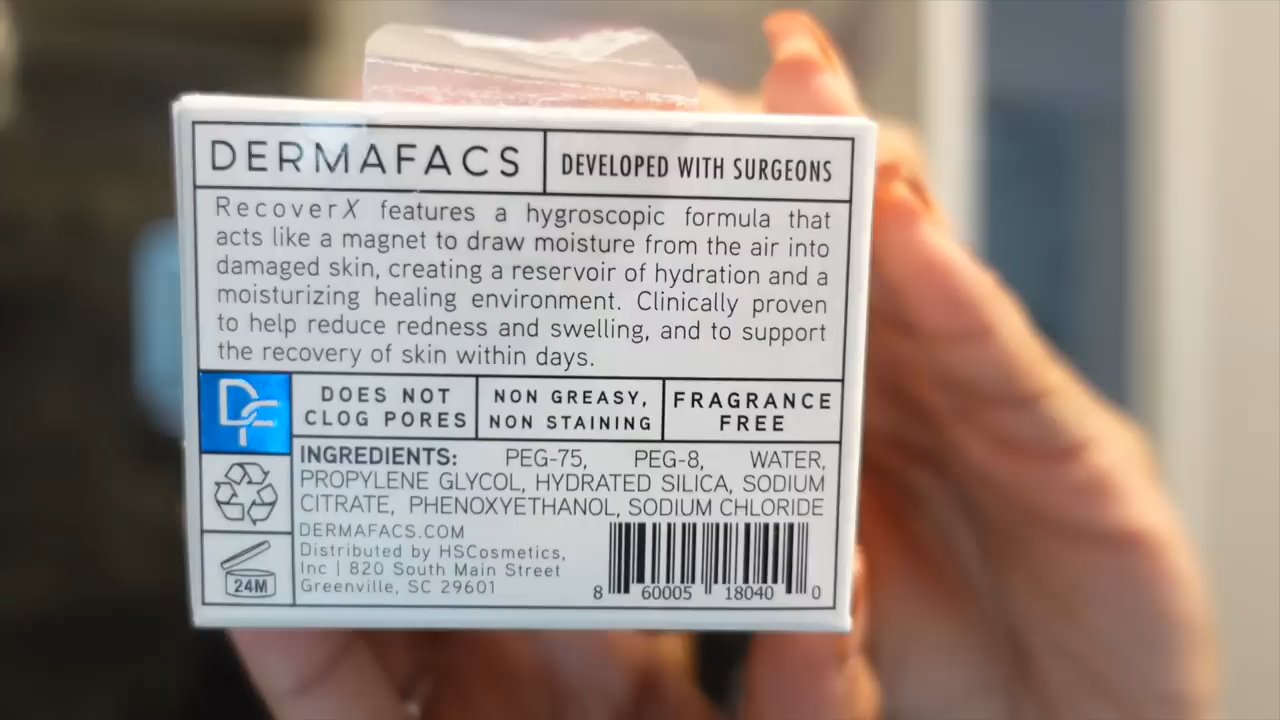 DERMAFACS
DEVELOPED WITH SURGEONS
RecoverX features a hygroscopic formula that
acts like a magnet to draw moisture from the air into
damaged skin, creating a reservoir of hydration and a
moisturizing healing environment. Clinically proven
to help reduce redness and swelling, and to support
the recovery of skin within days.
DF
DOES NOT
CLOG PORES
NON GREASY,
NON STAINING
FRAGRANCE
FREE
INGREDIENTS: PEG-75, PEG-8, WATER,
PROPYLENE GLYCOL, HYDRATED SILICA, SODIUM
CITRATE, PHENOXYETHANOL, SODIUM CHLORIDE
DERMAFACS.COM
Distributed by HSCosmetics,
Inc | 820 South Main Street
Greenville, SC 29601
24M
8 60005 18040 0